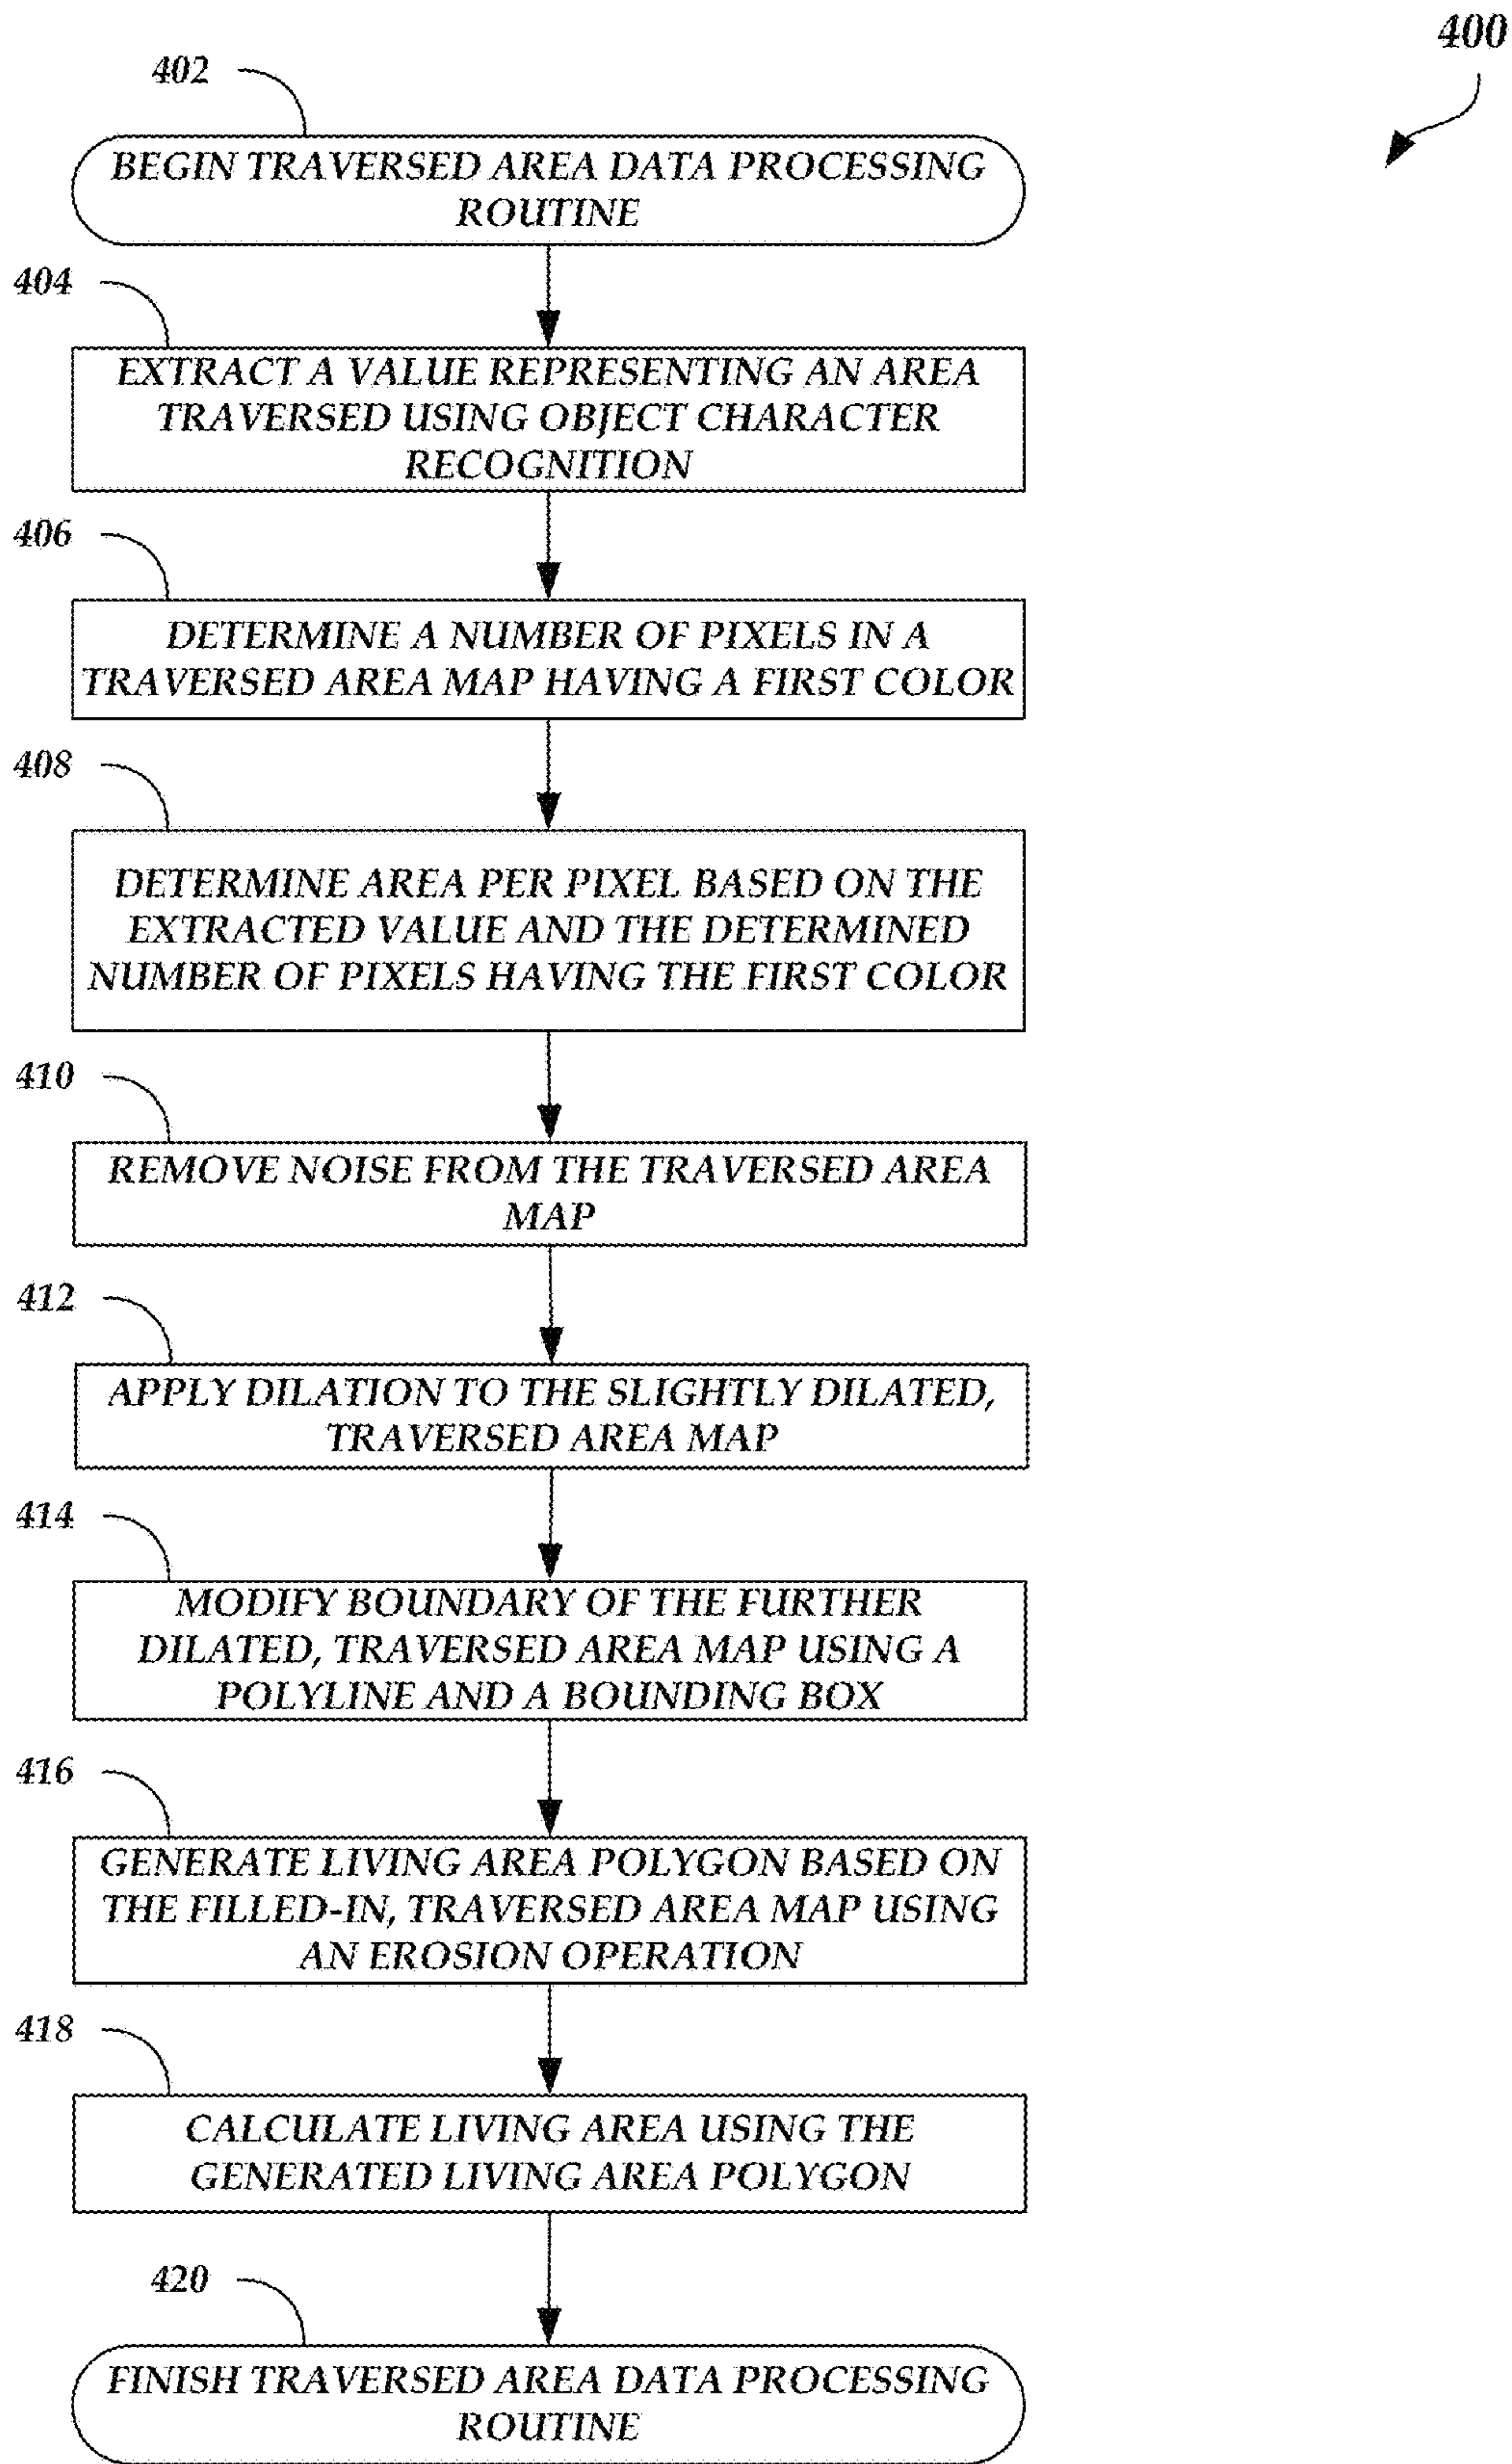 400
402
BEGIN TRAVERSED AREA DATA PROCESSING
ROUTINE
404
EXTRACT A VALUE REPRESENTING AN AREA
TRAVERSED USING OBJECT CHARACTER
RECOGNITION
406
DETERMINE A NUMBER OF PIXELS IN A
TRAVERSED AREA MAP HAVING A FIRST COLOR
408
DETERMINE AREA PER PIXEL BASED ON THE
EXTRACTED VALUE AND THE DETERMINED
NUMBER OF PIXELS HAVING THE FIRST COLOR
410
REMOVE NOISE FROM THE TRAVERSED AREA
MAP
412
APPLY DILATION TO THE SLIGHTLY DILATED,
TRAVERSED AREA MAP
414
MODIFY BOUNDARY OF THE FURTHER
DILATED, TRAVERSED AREA MAP USING A
POLYLINE AND A BOUNDING BOX
416
GENERATE LIVING AREA POLYGON BASED ON
THE FILLED-IN, TRAVERSED AREA MAP USING
AN EROSION OPERATION
418
CALCULATE LIVING AREA USING THE
GENERATED LIVING AREA POLYGON
420
FINISH TRAVERSED AREA DATA PROCESSING
ROUTINE